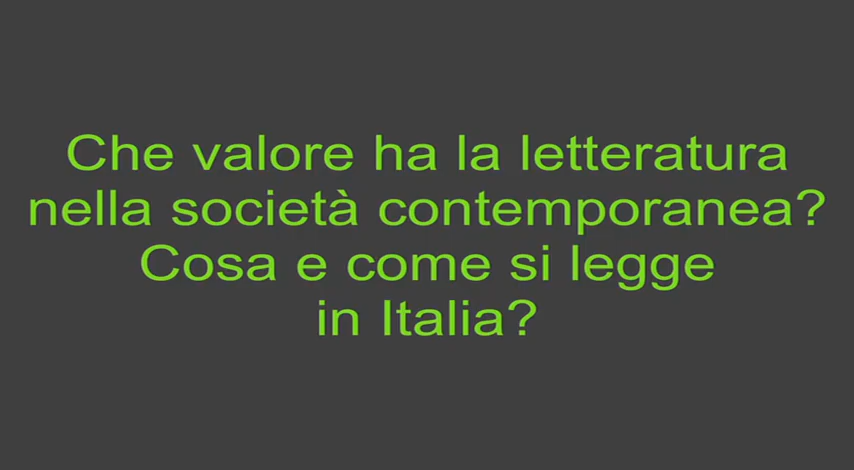 Che valore ha la letteratura
nella società contemporanea?
Cosa e come si legge
in Italia?